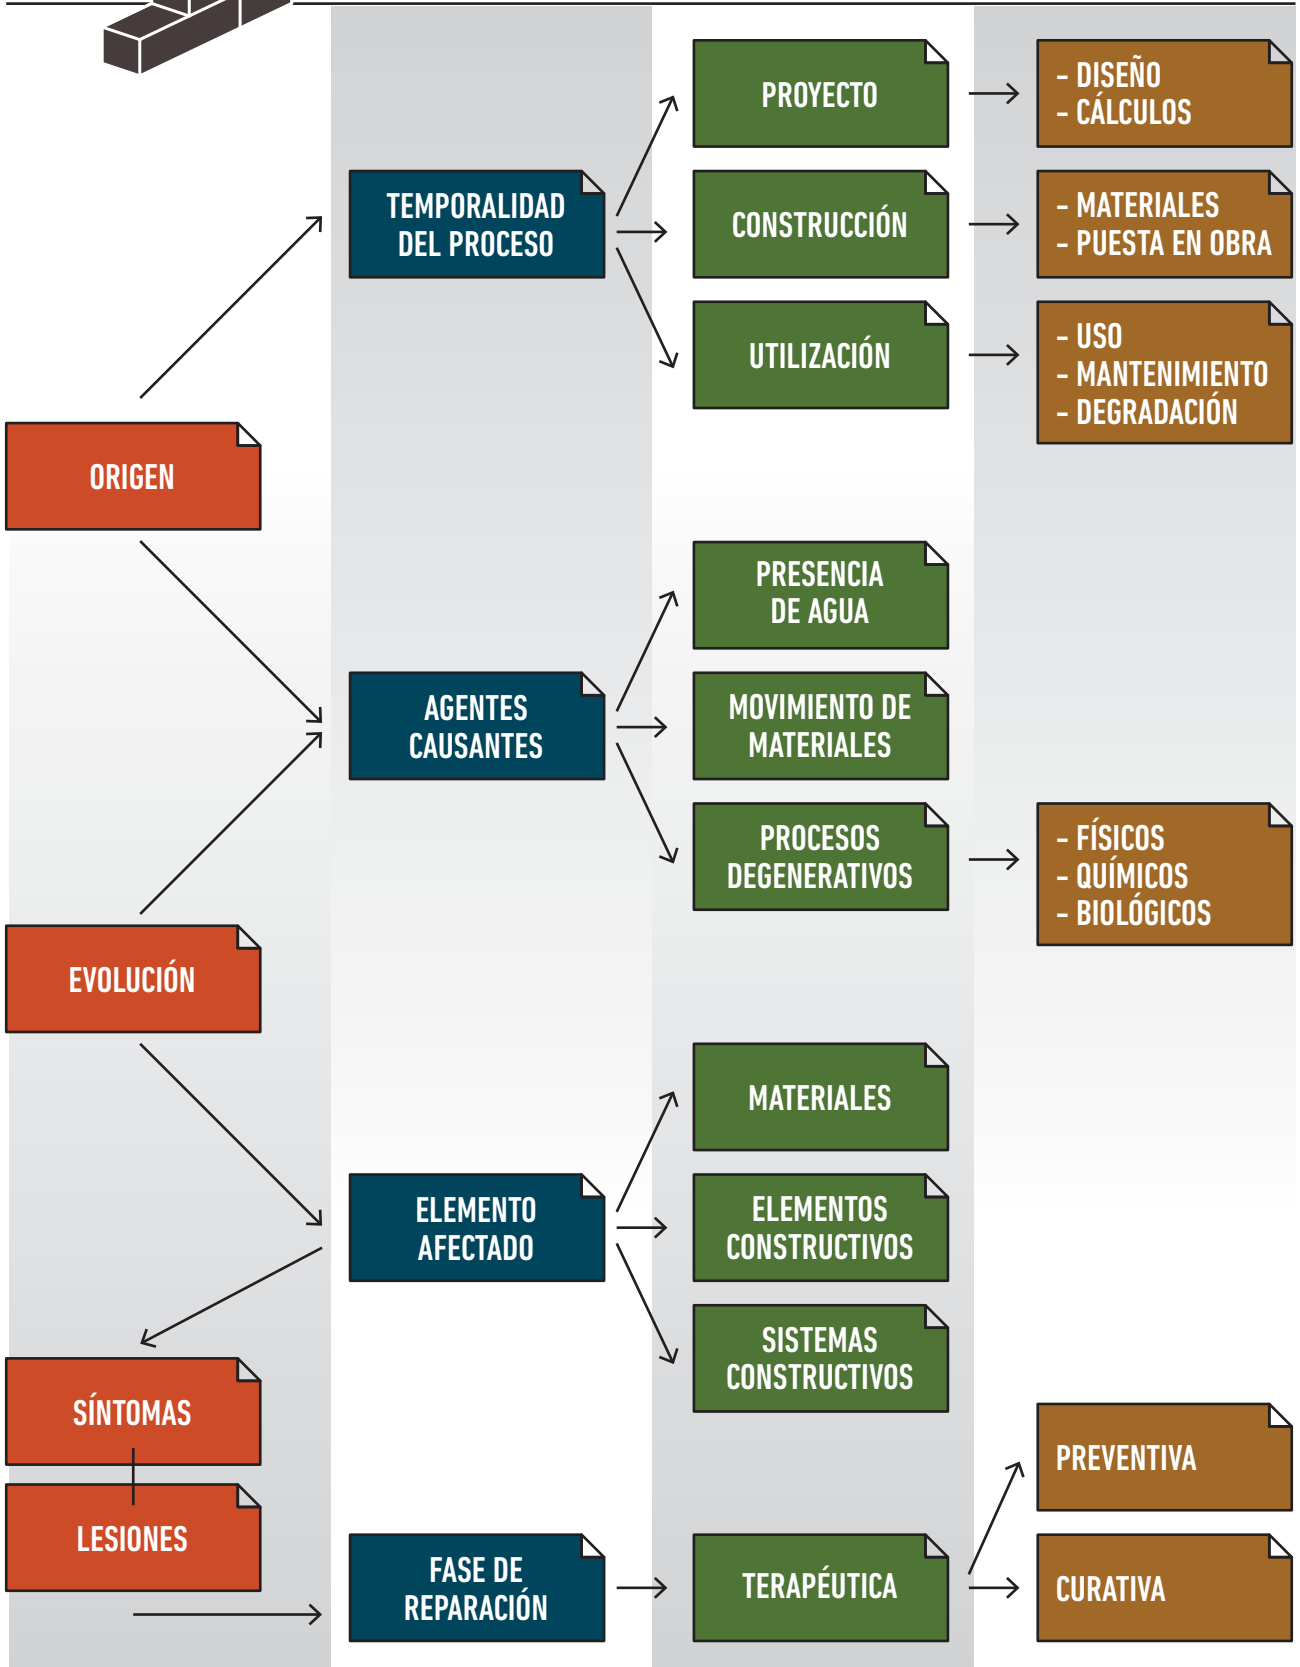 PROYECTO
– DISEÑO
– CÁLCULOS
TEMPORALIDAD
DEL PROCESO
CONSTRUCCIÓN
– MATERIALES
– PUESTA EN OBRA
UTILIZACIÓN
– USO
– MANTENIMIENTO
– DEGRADACIÓN
ORIGEN
PRESENCIA
DE AGUA
AGENTES
CAUSANTES
MOVIMIENTO DE
MATERIALES
PROCESOS
DEGENERATIVOS
– FÍSICOS
– QUÍMICOS
– BIOLÓGICOS
EVOLUCIÓN
MATERIALES
ELEMENTO
AFECTADO
ELEMENTOS
CONSTRUCTIVOS
SISTEMAS
CONSTRUCTIVOS
SÍNTOMAS
LESIONES
FASE DE
REPARACIÓN
TERAPÉUTICA
PREVENTIVA
CURATIVA